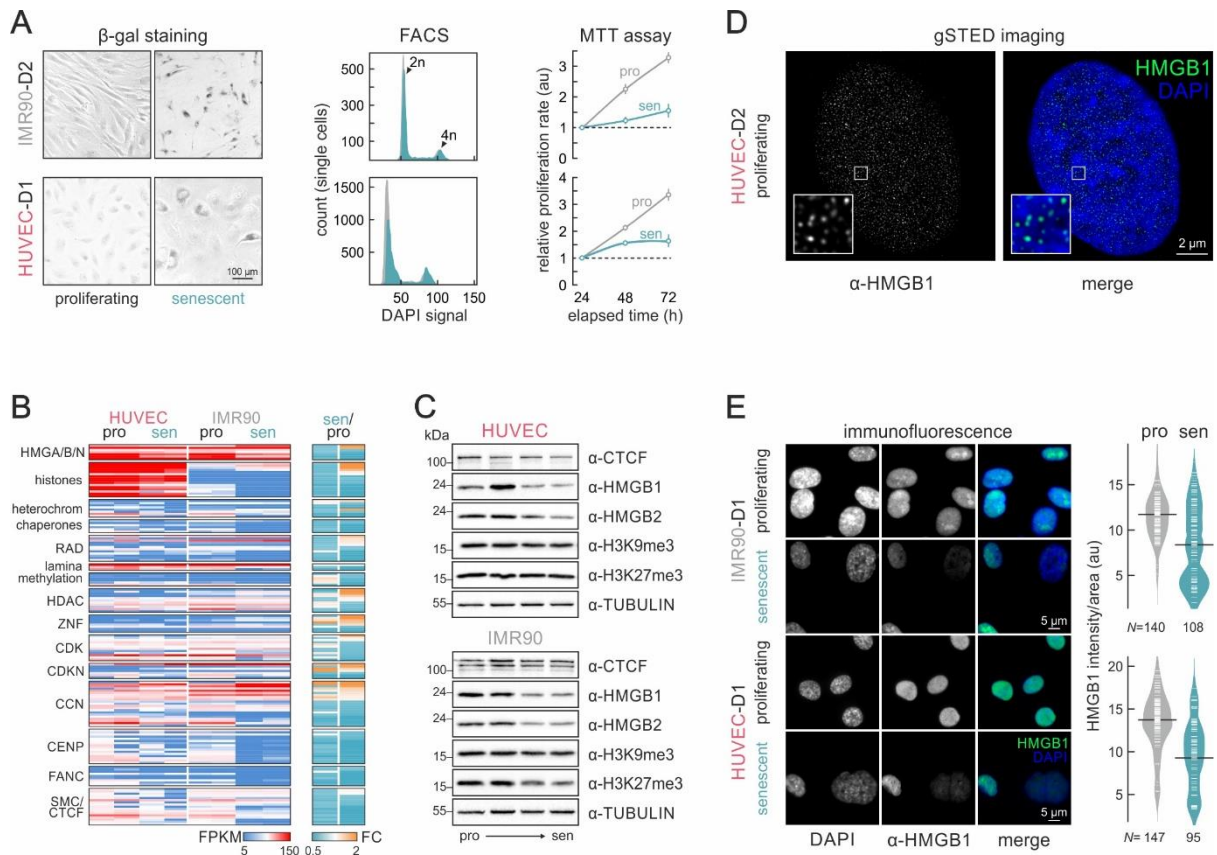 A
β-gal staining
IMR90-D2
HUVEC-D1
100 µm
proliferating
senescent
FACS
count (single cells)
500
300
100
0
2n
4n
1500
1000
500
0
50
100
150
DAPI signal
MTT assay
relative proliferation rate (au)
4
3
2
1
0
pro
sen
4
3
2
1
0
pro
sen
24
48
72
elapsed time (h)
D
gSTED imaging
HUVEC-D2
proliferating
HMGB1
DAPI
2 µm
α-HMGB1
merge
B
HUVEC
IMR90
sen/
pro
pro
sen
pro
sen
HMGA/B/N
histones
heterochrom
chaperones
RAD
lamina
methylation
HDAC
ZNF
CDK
CDKN
CCN
CENP
FANC
SMC/
CTCF
FPKM
5
150
FC
0.5
2
C
kDa
HUVEC
100
α-CTCF
24
α-HMGB1
24
α-HMGB2
15
α-H3K9me3
15
α-H3K27me3
55
α-TUBULIN
IMR90
100
α-CTCF
24
α-HMGB1
24
α-HMGB2
15
α-H3K9me3
15
α-H3K27me3
55
α-TUBULIN
pro
sen
E
immunofluorescence
IMR90-D1
proliferating
senescent
5 µm
HUVEC-D1
proliferating
senescent
HMGB1
DAPI
5 µm
DAPI
α-HMGB1
merge
pro
sen
HMGB1 intensity/area (au)
15
10
5
N=140
108
20
15
10
5
0
N= 147
95